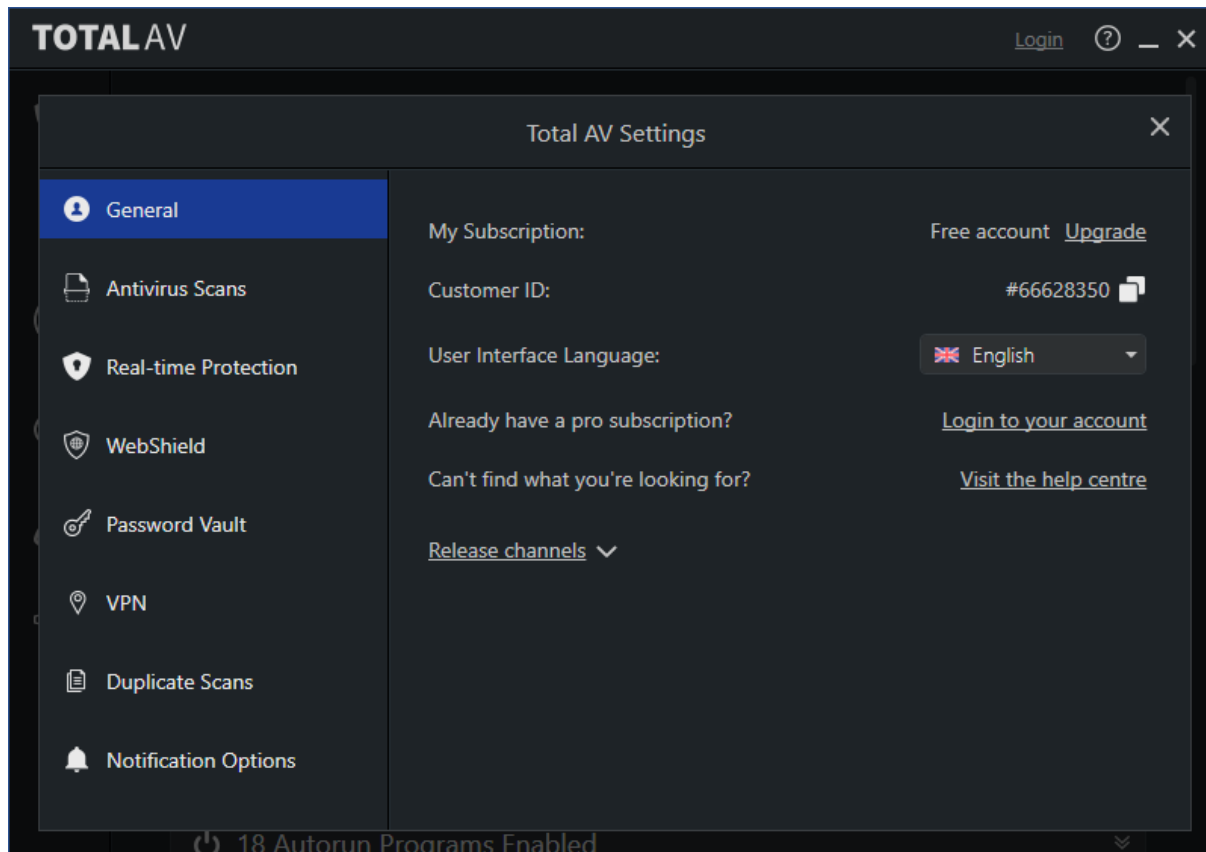 TOTAL AV
Login
Total AV Settings
General
Antivirus Scans
Real-time Protection
WebShield
Password Vault
VPN
Duplicate Scans
Notification Options
My Subscription: Free account Upgrade
Customer ID: #66628350
User Interface Language: English
Already have a pro subscription? Login to your account
Can't find what you're looking for? Visit the help centre
Release channels
18 Autorun Programs Enabled